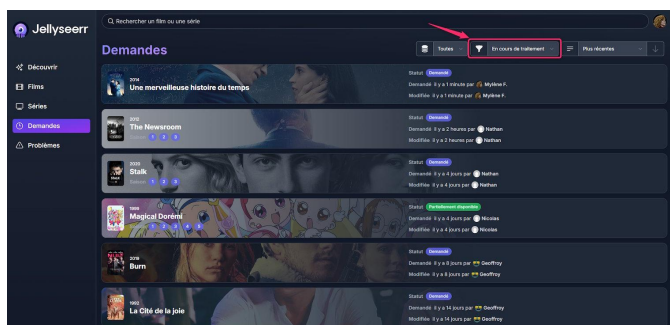 Jellyseerr
Rechercher un film ou une série
Demandes
Toutes
En cours de traitement
Plus récentes
Découvrir
Films
Séries
Demandes
Problèmes
2014
Une merveilleuse histoire du temps
Statut Demandé
Demandé il y a 1 minute par Mylène F.
Modifiée il y a 1 minute par Mylène F.
2012
The Newsroom
Saison 1 2 3
Statut Demandé
Demandé il y a 2 heures par Nathan
Modifiée il y a 2 heures par Nathan
2020
Stalk
Saison 1 2 3
Statut Demandé
Demandé il y a 4 jours par Nathan
Modifiée il y a 4 jours par Nathan
1999
Magical Dorémi
1 2 3 4 5
Statut Partiellement disponible
Demandé il y a 4 jours par Nicolas
Modifiée il y a 4 jours par Nicolas
2019
Burn
Statut Demandé
Demandé il y a 8 jours par Geoffroy
Modifiée il y a 8 jours par Geoffroy
1992
La Cité de la joie
Statut Demandé
Demandé il y a 14 jours par Geoffroy
Modifiée il y a 14 jours par Geoffroy